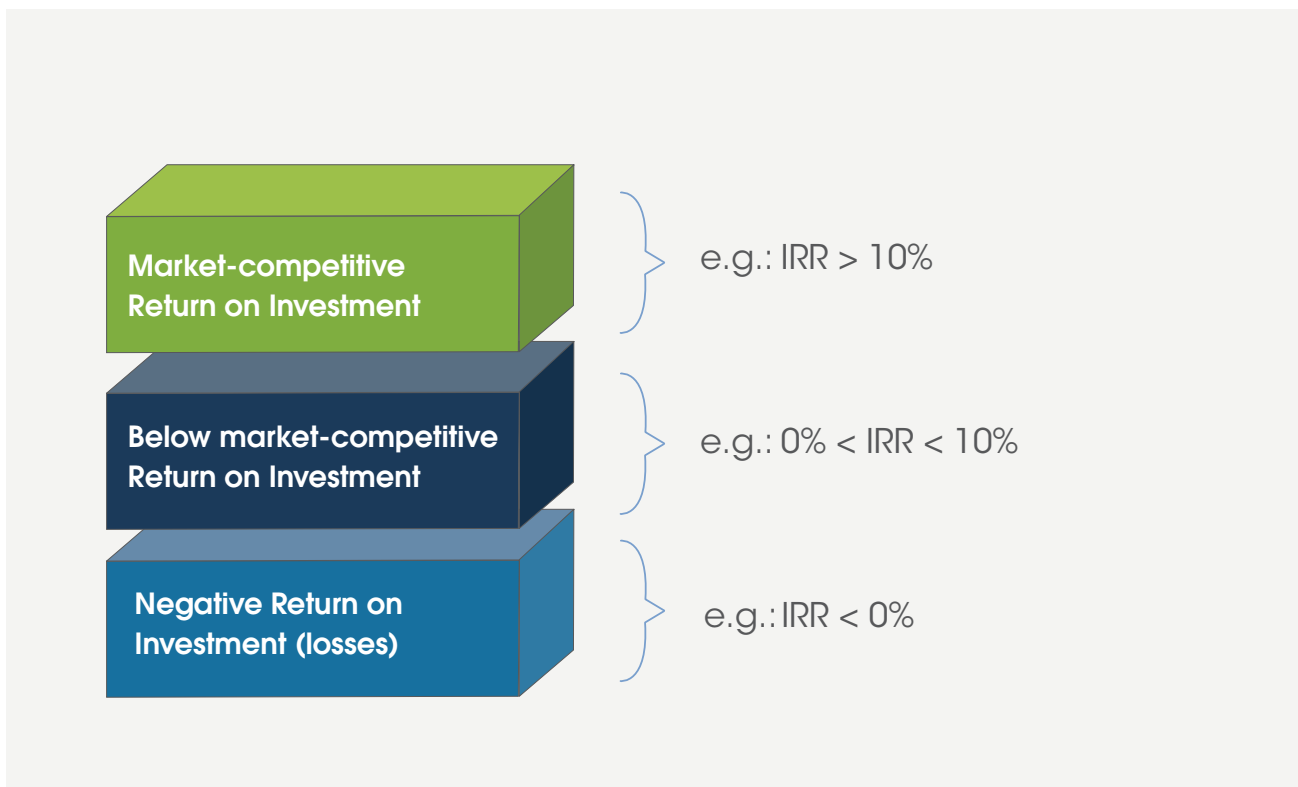 Market-competitive
Return on Investment
e.g.: IRR > 10%
Below market-competitive
Return on Investment
e.g.: 0% < IRR < 10%
Negative Return on
Investment (losses)
e.g.: IRR < 0%